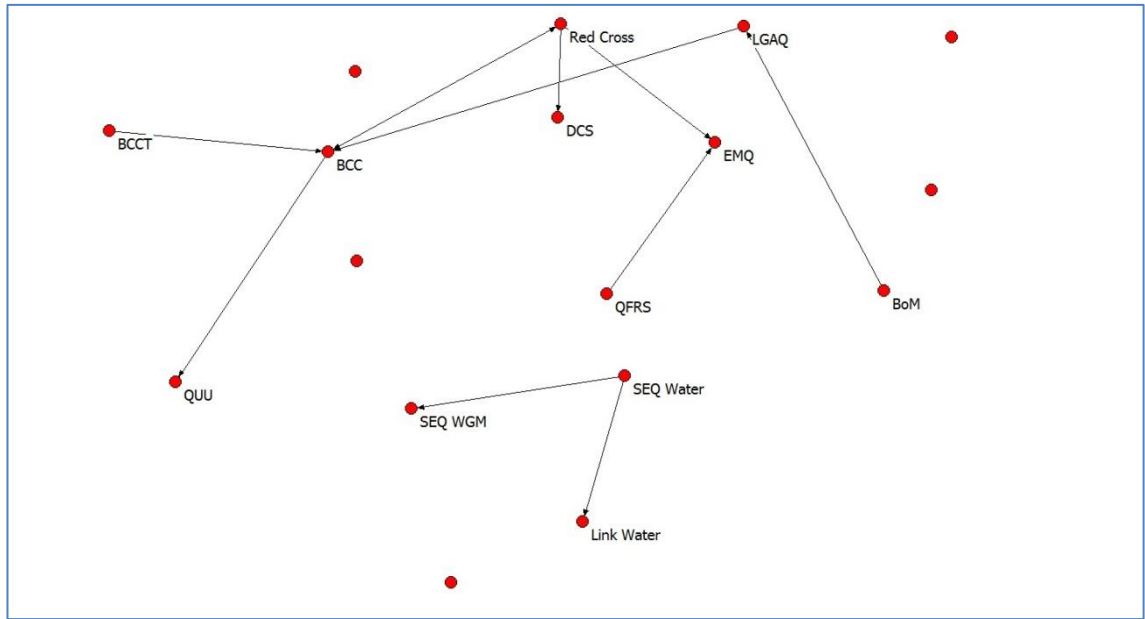 Red Cross
LGAQ
DCS
BCCT
BCC
EMQ
QFRS
BoM
QUU
SEQ Water
SEQ WGM
Link Water